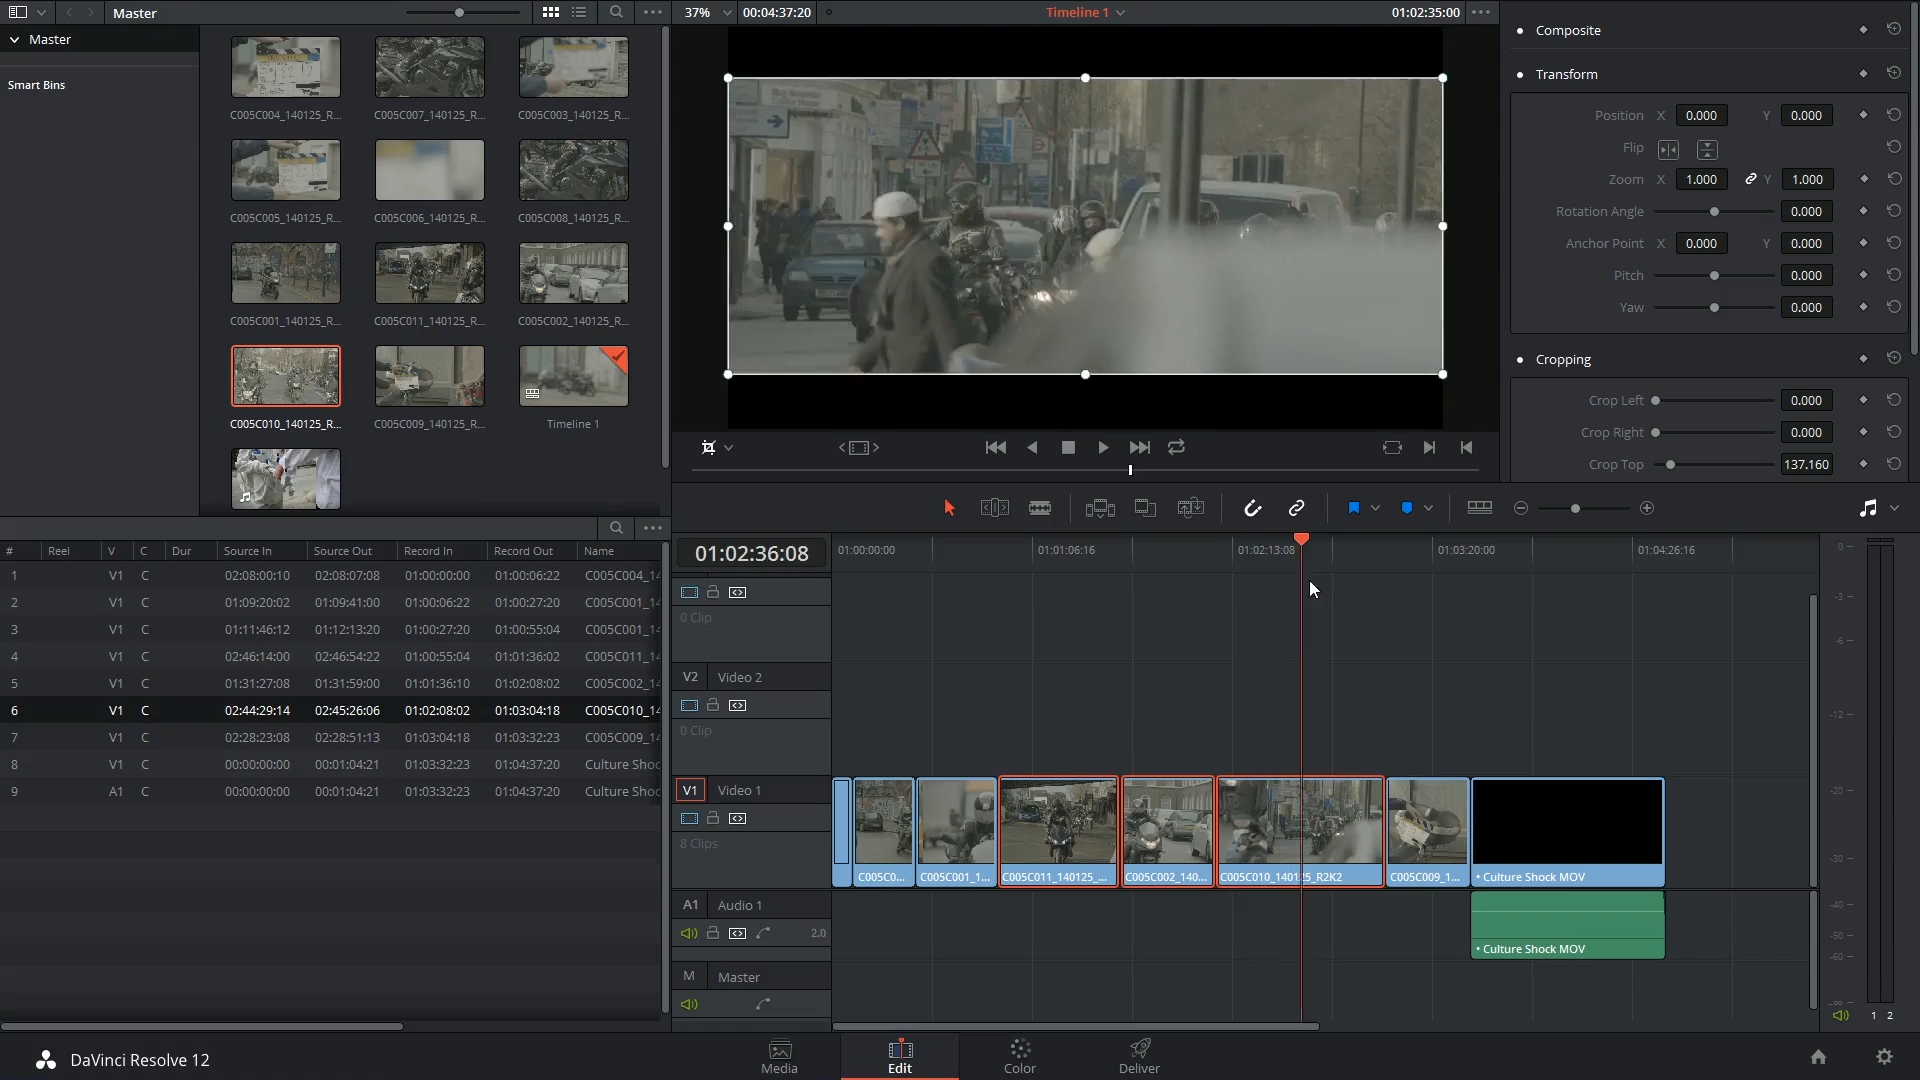 Master
37%
00:04:37:20
Timeline 1
01:02:35:00
Master
Smart Bins
C005C004_140125_R...
C005C007_140125_R...
C005C003_140125_R...
C005C005_140125_R...
C005C006_140125_R...
C005C008_140125_R...
C005C001_140125_R...
C005C011_140125_R...
C005C002_140125_R...
C005C010_140125_R...
C005C009_140125_R...
Timeline 1
Composite
Transform
Position X 0.000 Y 0.000
Flip
Zoom X 1.000 Y 1.000
Rotation Angle 0.000
Anchor Point X 0.000 Y 0.000
Pitch 0.000
Yaw 0.000
Cropping
Crop Left 0.000
Crop Right 0.000
Crop Top 137.160
# Reel V C Dur Source In Source Out Record In Record Out Name
1 V1 C 02:08:00:10 02:08:07:08 01:00:00:00 01:00:06:22 C005C004_14
2 V1 C 01:09:20:02 01:09:41:00 01:00:06:22 01:00:27:20 C005C001_14
3 V1 C 01:11:46:12 01:12:13:20 01:00:27:20 01:00:55:04 C005C001_14
4 V1 C 02:46:14:00 02:46:54:22 01:00:55:04 01:01:36:02 C005C011_14
5 V1 C 01:31:27:08 01:31:59:00 01:01:36:10 01:02:08:02 C005C002_14
6 V1 C 02:44:29:14 02:45:26:06 01:02:08:02 01:03:04:18 C005C010_14
7 V1 C 02:28:23:08 02:28:51:13 01:03:04:18 01:03:32:23 C005C009_14
8 V1 C 00:00:00:00 00:01:04:21 01:03:32:23 01:04:37:20 Culture Shoc
9 A1 C 00:00:00:00 00:01:04:21 01:03:32:23 01:04:37:20 Culture Shoc
01:02:36:08
01:00:00:00
01:01:06:16
01:02:13:08
01:03:20:00
01:04:26:16
0 Clip
V2 Video 2
0 Clip
V1 Video 1
8 Clips
C005C0...
C005C001_1...
C005C011_140125_...
C005C002_140...
C005C010_140125_R2K2
C005C009_1...
• Culture Shock MOV
A1 Audio 1
2.0
• Culture Shock MOV
M Master
0
-3
-6
-12
-20
-30
-40
-50
-60
-∞
1 2
DaVinci Resolve 12
Media
Edit
Color
Deliver